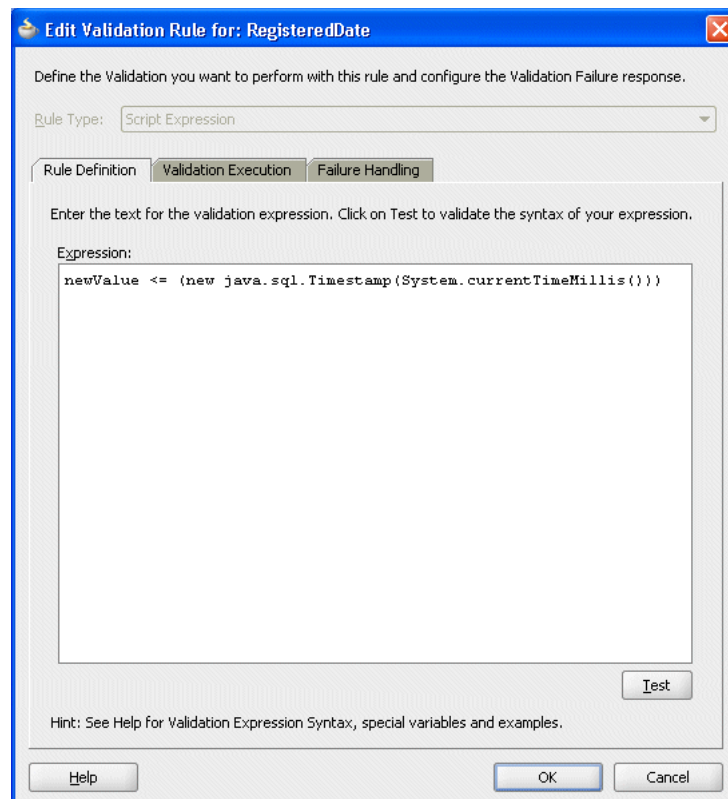 Edit Validation Rule for: RegisteredDate
Define the Validation you want to perform with this rule and configure the Validation Failure response.
Rule Type: Script Expression
Rule Definition Validation Execution Failure Handling
Enter the text for the validation expression. Click on Test to validate the syntax of your expression.
Expression:
newValue <= (new java.sql.Timestamp(System.currentTimeMillis()))
Test
Hint: See Help for Validation Expression Syntax, special variables and examples.
Help OK Cancel